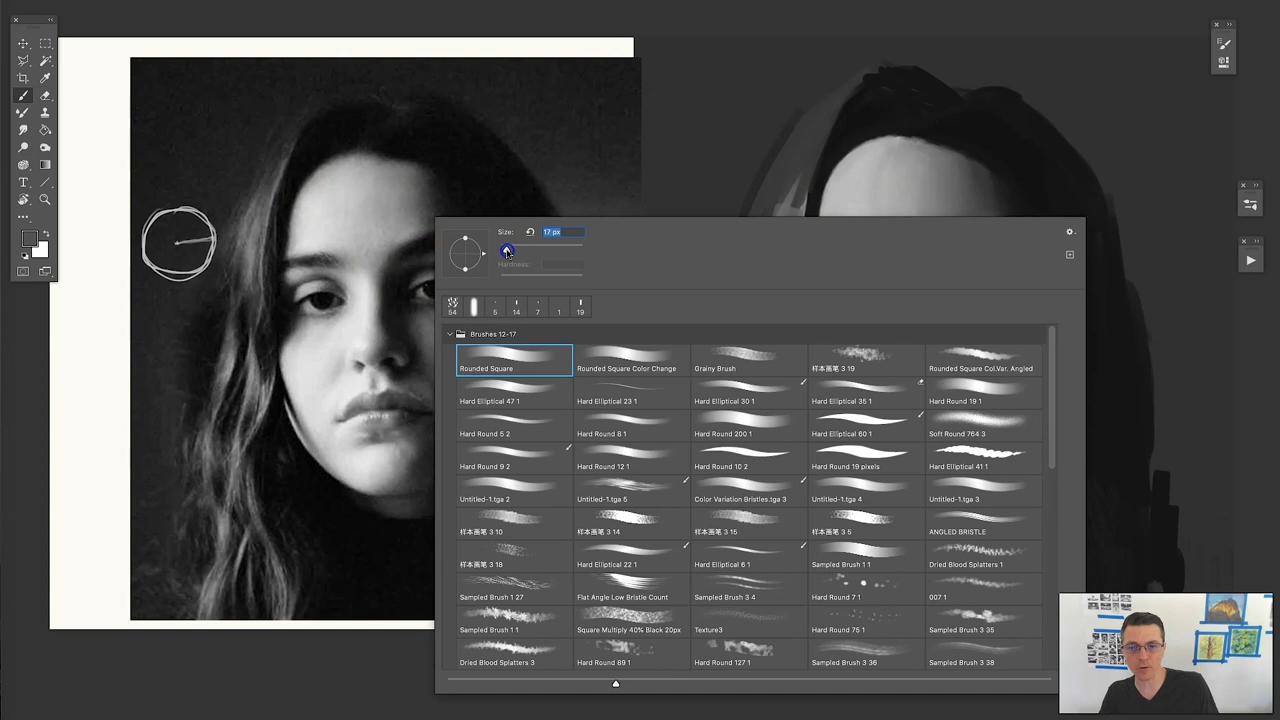 Size: 17 px
Hardness:
54 5 14 7 1 19
Brushes 12-17
Rounded Square Rounded Square Color Change Grainy Brush 样本画笔 3 19 Rounded Square Col.Var. Angled
Hard Elliptical 47 1 Hard Elliptical 23 1 Hard Elliptical 30 1 Hard Elliptical 35 1 Hard Round 19 1
Hard Round 5 2 Hard Round 8 1 Hard Round 200 1 Hard Elliptical 60 1 Soft Round 764 3
Hard Round 9 2 Hard Round 12 1 Hard Round 10 2 Hard Round 19 pixels Hard Elliptical 41 1
Untitled-1.tga 2 Untitled-1.tga 5 Color Variation Bristles.tga 3 Untitled-1.tga 4 Untitled-1.tga 3
样本画笔 3 10 样本画笔 3 14 样本画笔 3 15 样本画笔 3 5 ANGLED BRISTLE
样本画笔 3 18 Hard Elliptical 22 1 Hard Elliptical 6 1 Sampled Brush 1 1 Dried Blood Splatters 1
Sampled Brush 1 27 Flat Angle Low Bristle Count Sampled Brush 3 4 Hard Round 7 1 007 1
Sampled Brush 1 1 Square Multiply 40% Black 20px Texture3 Hard Round 75 1 Sampled Brush 3 35
Dried Blood Splatters 3 Hard Round 89 1 Hard Round 127 1 Sampled Brush 3 36 Sampled Brush 3 38